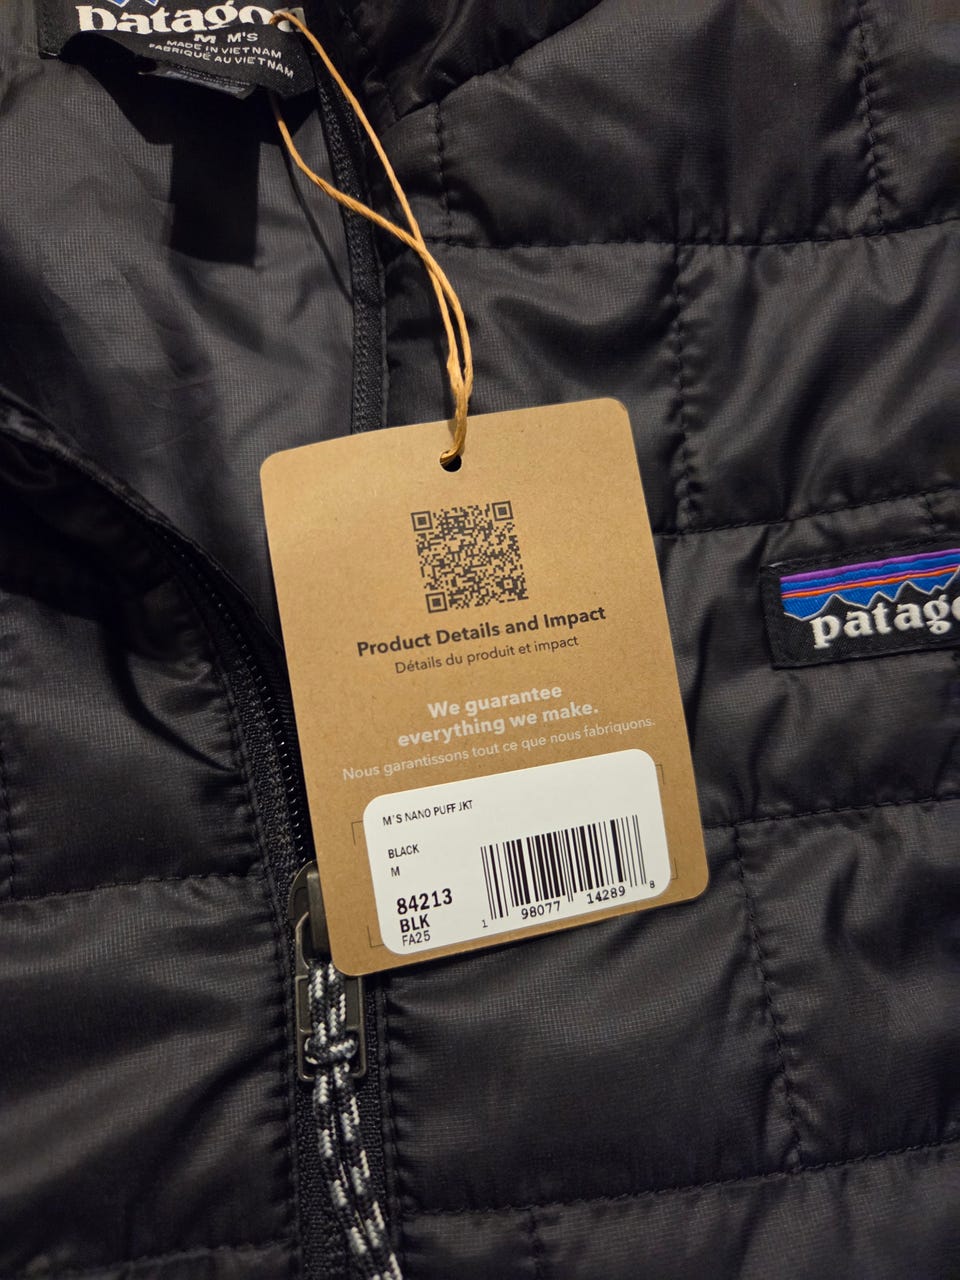 patago
M M'S
MADE IN VIETNAM
FABRIQUÉ AU VIETNAM
Product Details and Impact
Détails du produit et impact
We guarantee
everything we make.
Nous garantissons tout ce que nous fabriquons.
M'S NANO PUFF JKT
BLACK
M
84213
BLK
FA25
1 98077 14289 8
patago